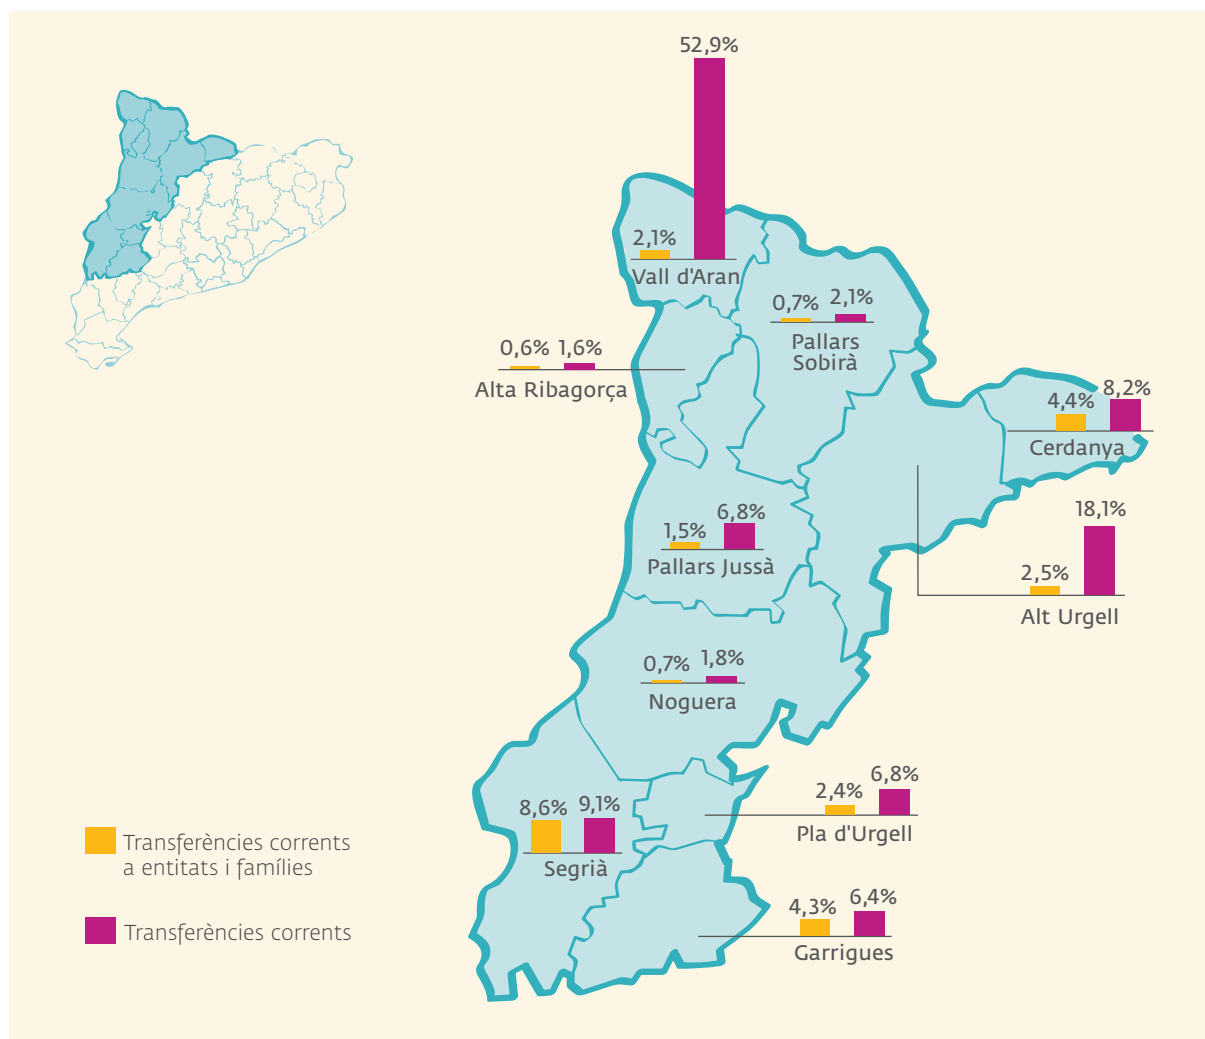 52,9%
2,1%
Vall d'Aran
0,7% 2,1%
Pallars
Sobirà
0,6% 1,6%
Alta Ribagorça
4,4% 8,2%
Cerdanya
1,5% 6,8%
Pallars Jussà
2,5% 18,1%
Alt Urgell
0,7% 1,8%
Noguera
8,6% 9,1%
Segrià
2,4% 6,8%
Pla d'Urgell
4,3% 6,4%
Garrigues
Transferències corrents
a entitats i famílies
Transferències corrents